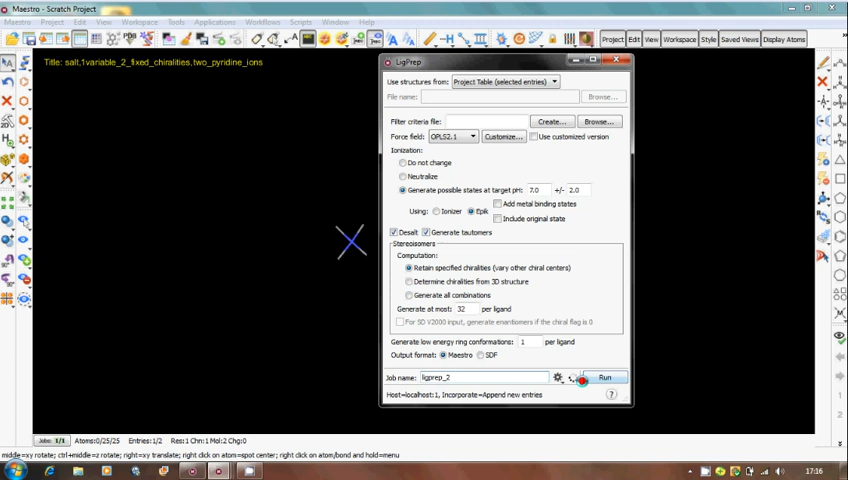 Maestro - Scratch Project
Maestro Project Edit View Workspace Tools Applications Workflows Scripts Window Help
Project Edit View Workspace Style Saved Views Display Atoms
Title: salt,1variable_2_fixed_chiralities,two_pyridine_ions
LigPrep
Use structures from: Project Table (selected entries)
File name: Browse...
Filter criteria file: Create... Browse...
Force field: OPLS2.1 Customize... Use customized version
Ionization:
Do not change
Neutralize
Generate possible states at target pH: 7.0 +/- 2.0
Add metal binding states
Using: Ionizer Epik
Include original state
Desalt Generate tautomers
Stereoisomers
Computation:
Retain specified chiralities (vary other chiral centers)
Determine chiralities from 3D structure
Generate all combinations
Generate at most: 32 per ligand
For SD V2000 input, generate enantiomers if the chiral flag is 0
Generate low energy ring conformations: 1 per ligand
Output format: Maestro SDF
Job name: ligprep_2 Run
Host=localhost:1, Incorporate=Append new entries ?
Jobs: 1/1 Atoms:0/25/25 Entries:1/2 Res:1 Chn:1 Mol:2 Chg:0
middle=xy rotate; ctrl+middle=z rotate; right=xy translate; right click on atom=spot center; right click on atom/bond and hold=menu
17:16